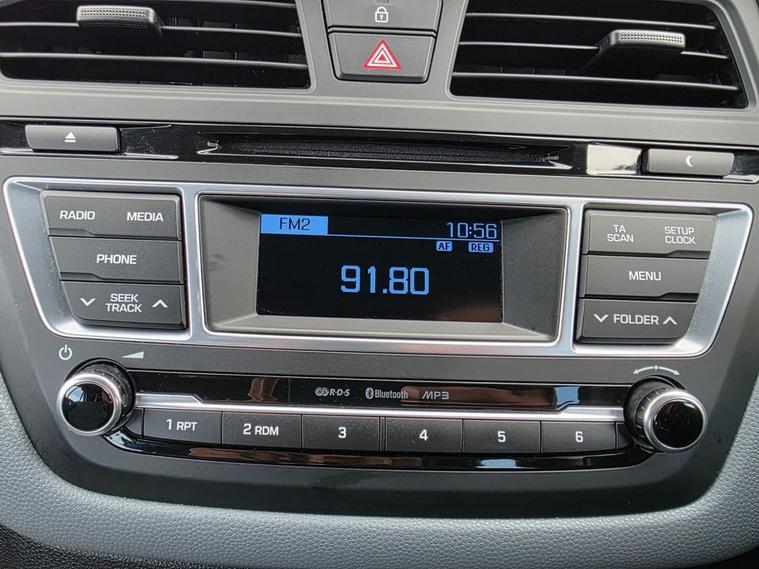 RADIO MEDIA
PHONE
SEEK
TRACK
FM2 10:56
AF REG
91.80
TA
SCAN
SETUP
CLOCK
MENU
FOLDER
R·D·S Bluetooth MP3
1 RPT 2 RDM 3 4 5 6